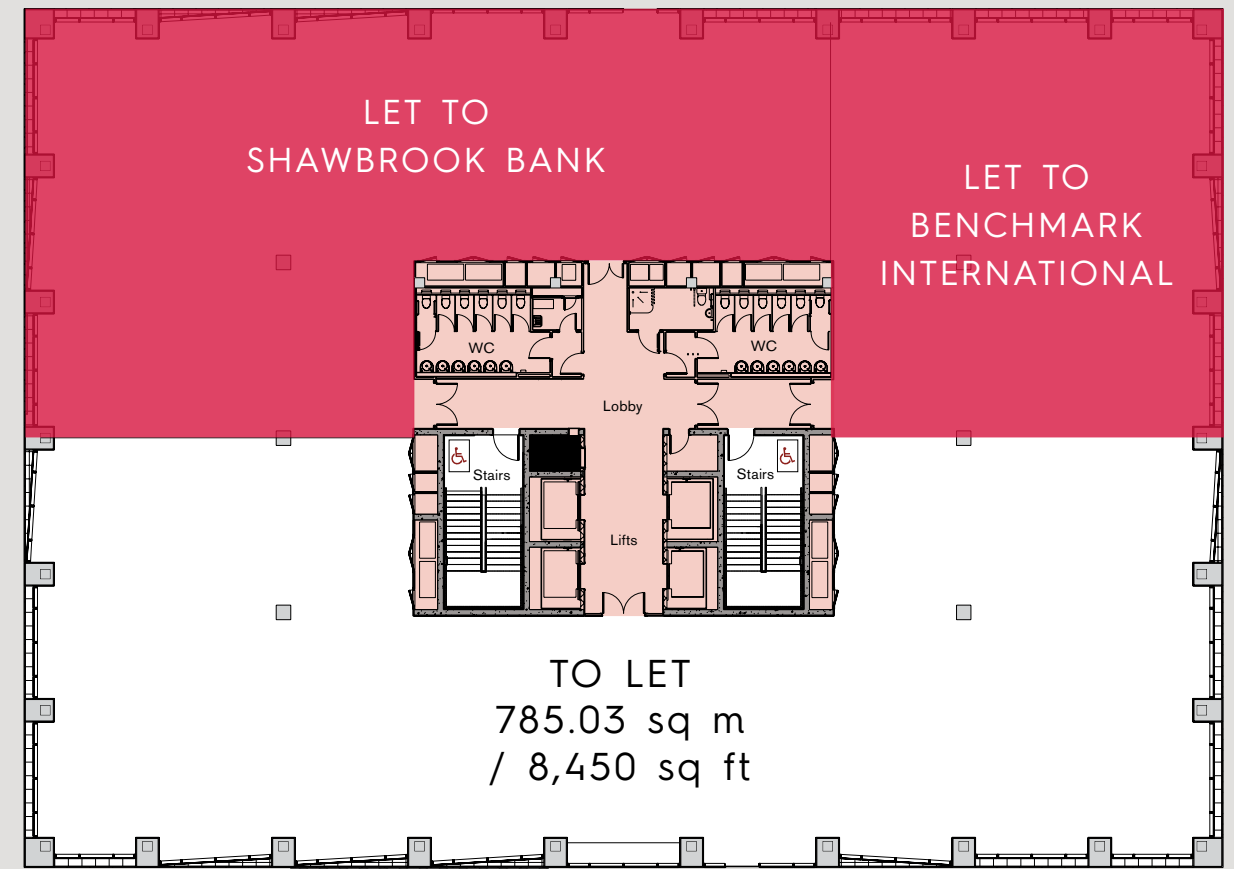 LET TO
SHAWBROOK BANK
LET TO
BENCHMARK
INTERNATIONAL
WC
WC
Lobby
Stairs
Stairs
Lifts
TO LET
785.03 sq m
/ 8,450 sq ft